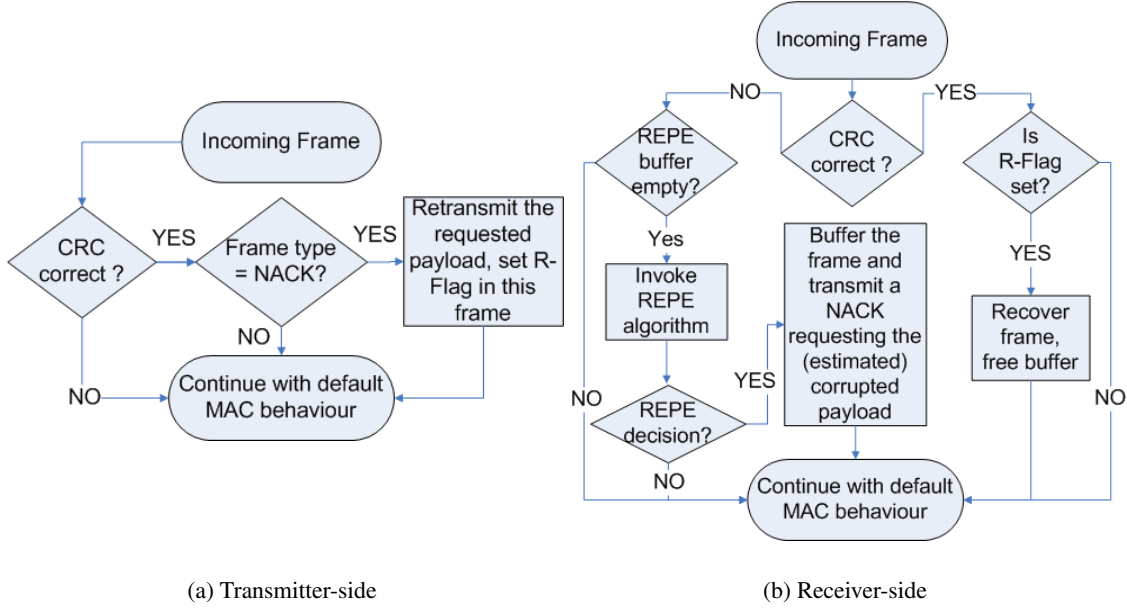 Incoming Frame
CRC
correct ?
YES
Frame type
= NACK?
YES
Retransmit the
requested
payload, set R-
Flag in this
frame
NO
NO
Continue with default
MAC behaviour
(a) Transmitter-side
Incoming Frame
NO
YES
REPE
buffer
empty?
CRC
correct ?
Is
R-Flag
set?
Yes
YES
Invoke
REPE
algorithm
Buffer the
frame and
transmit a
NACK
requesting the
(estimated)
corrupted
payload
Recover
frame,
free buffer
YES
NO
NO
REPE
decision?
NO
Continue with default
MAC behaviour
(b) Receiver-side